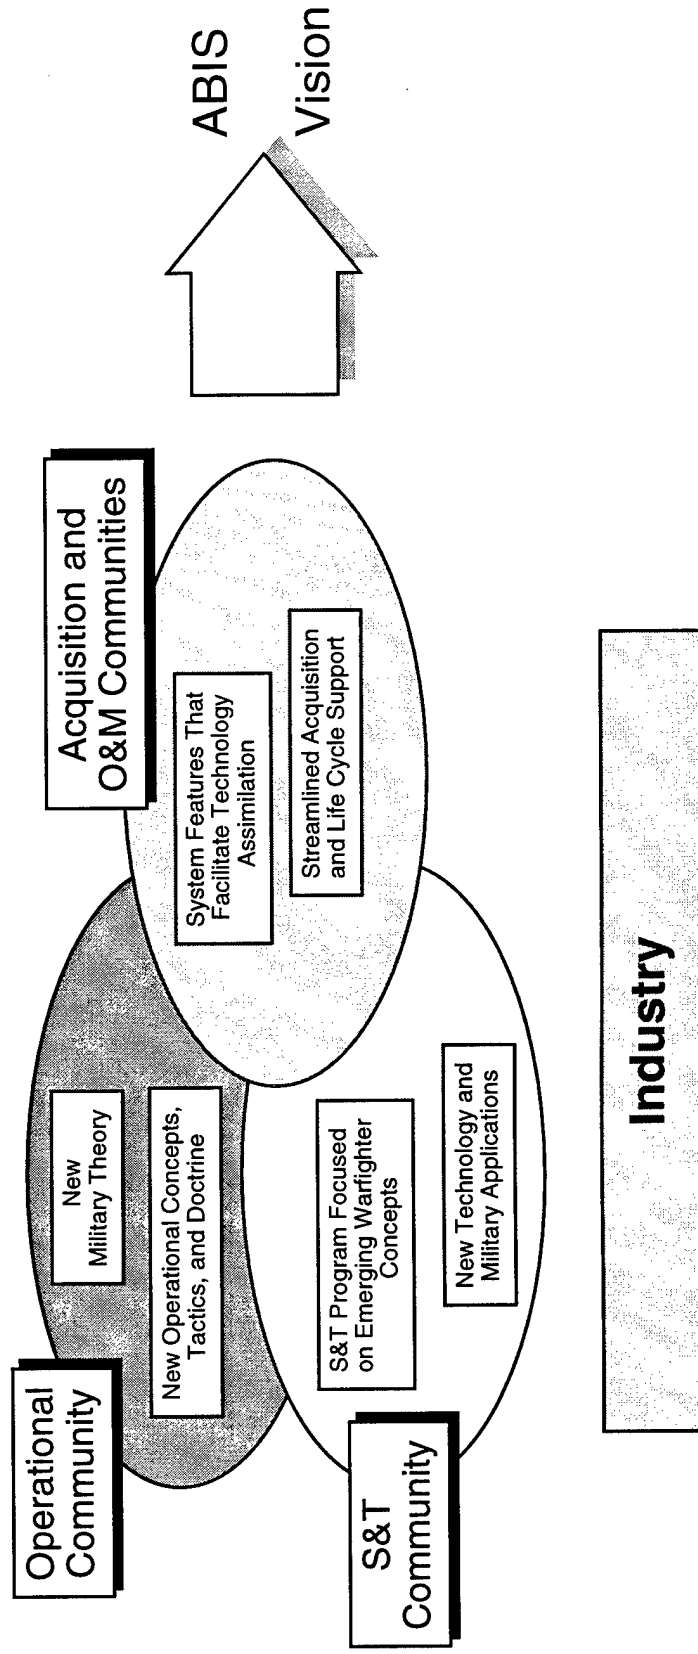 Operational
Community
New
Military Theory
New Operational Concepts,
Tactics, and Doctrine
S&T
Community
S&T Program Focused
on Emerging Warfighter
Concepts
New Technology and
Military Applications
Acquisition and
O&M Communities
System Features That
Facilitate Technology
Assimilation
Streamlined Acquisition
and Life Cycle Support
ABIS
Vision
Industry